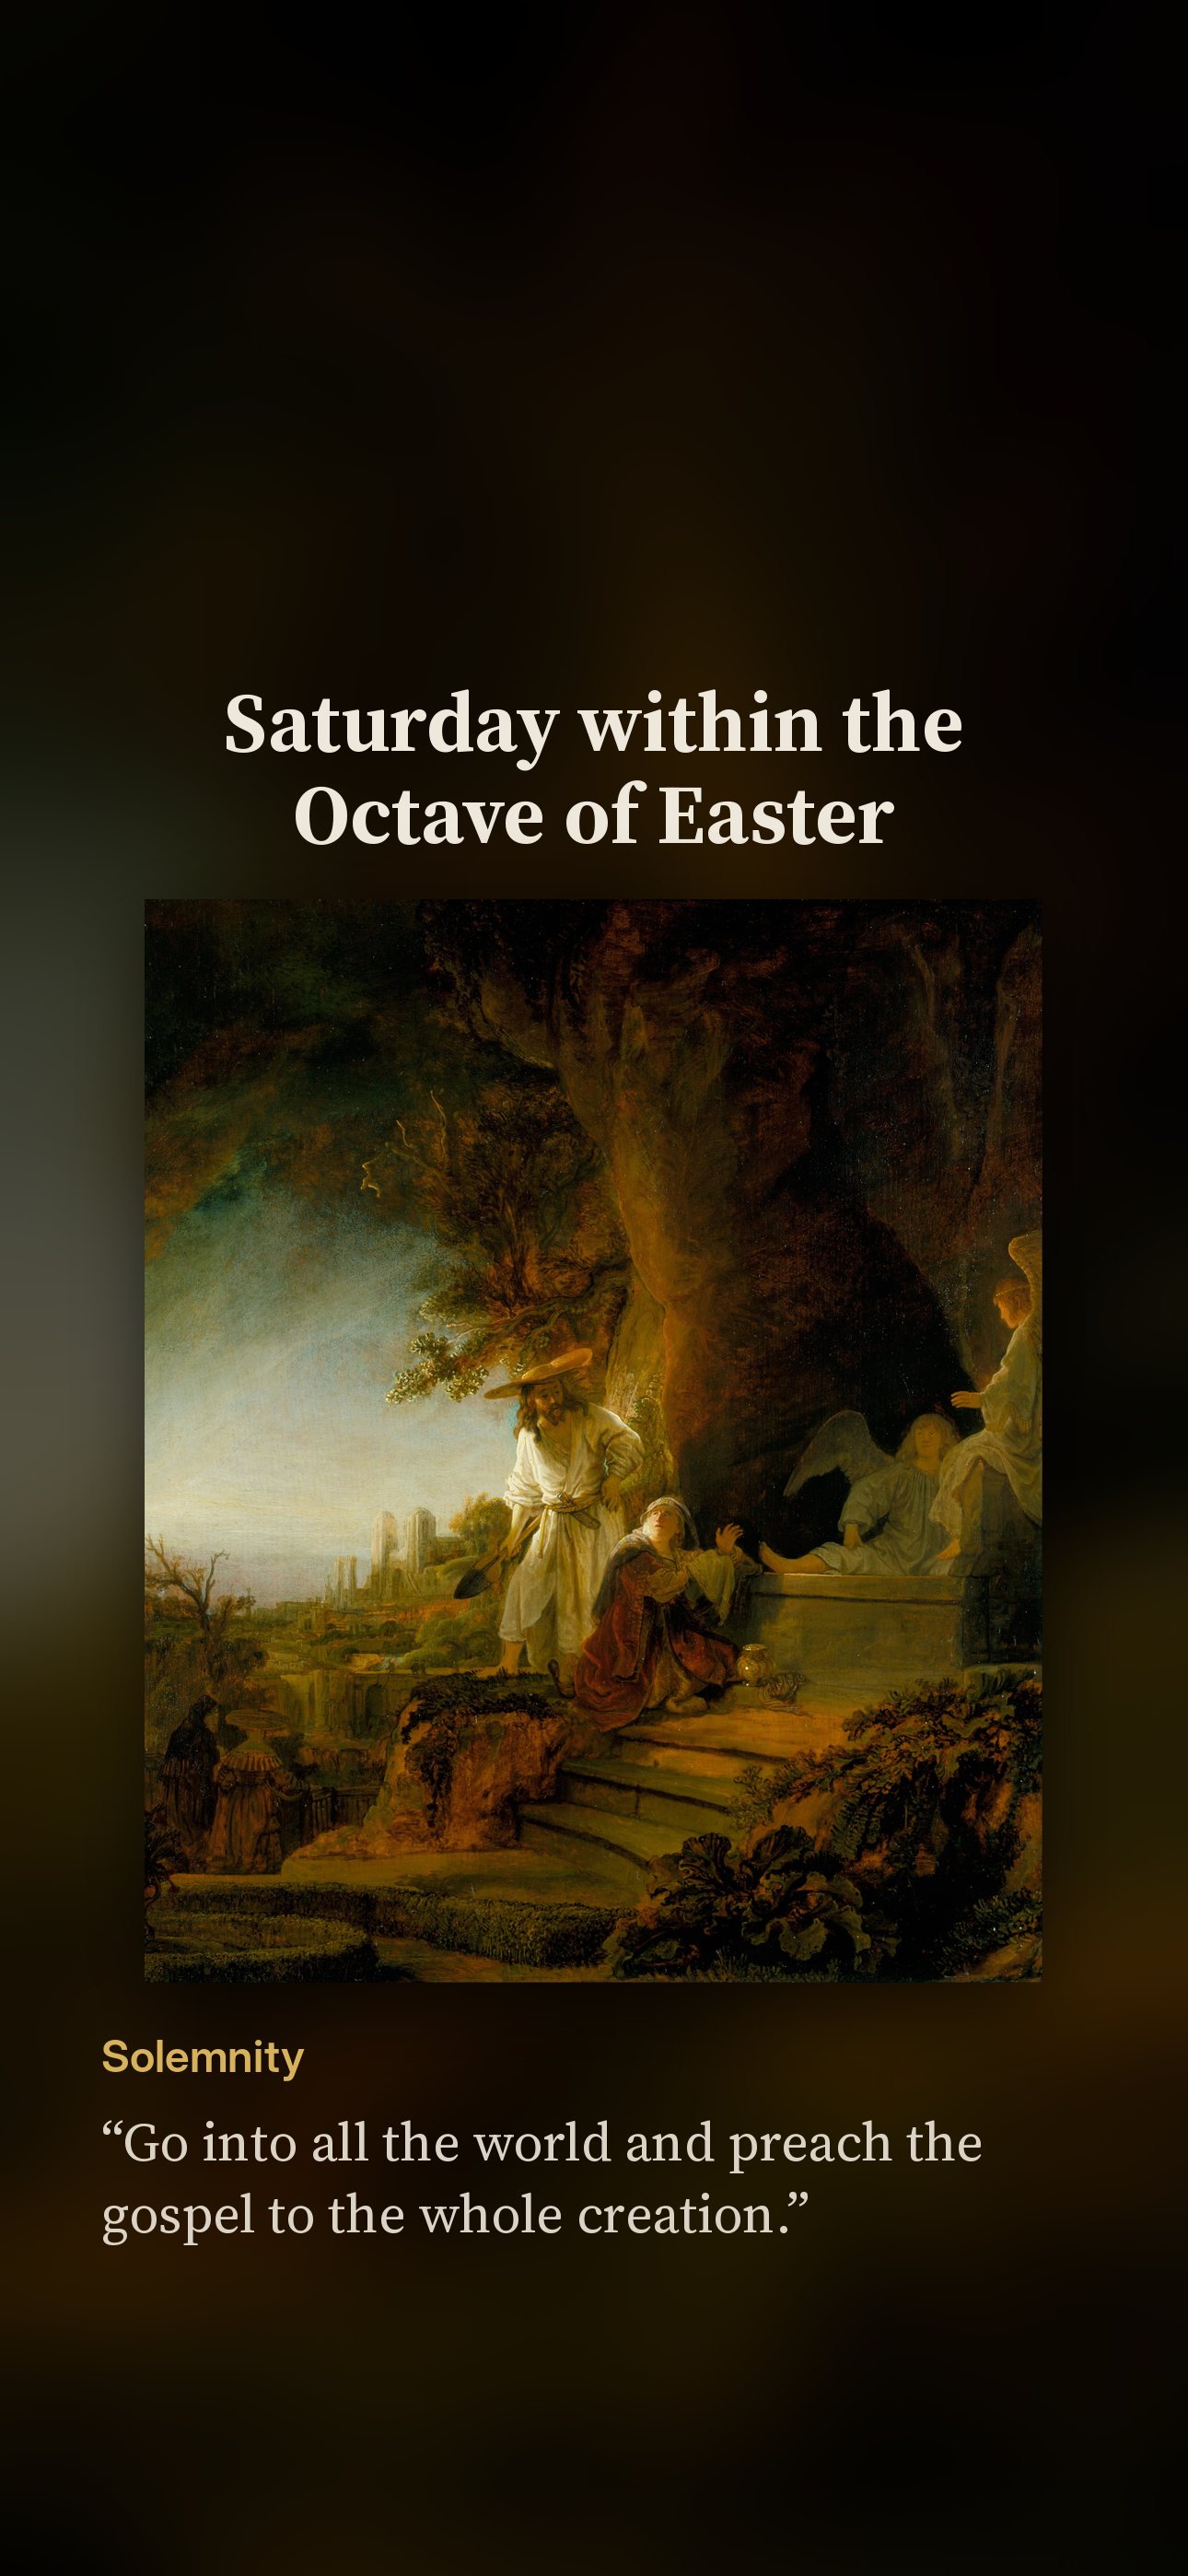 Saturday within the
Octave of Easter
Solemnity
“Go into all the world and preach the
gospel to the whole creation.”